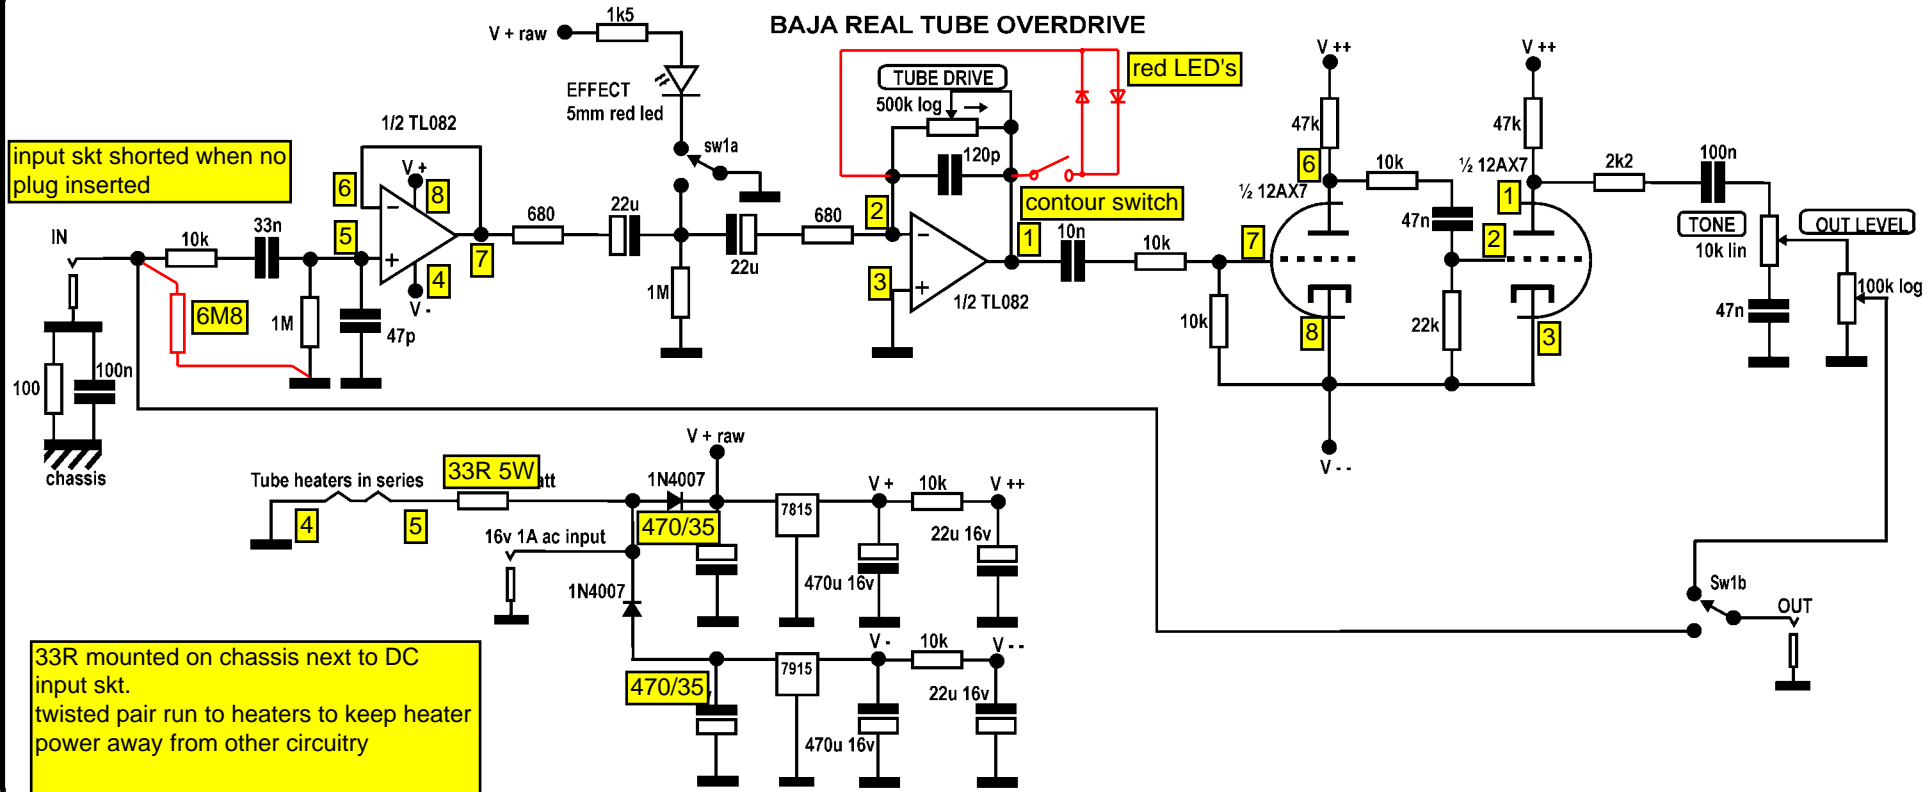 BAJA REAL TUBE OVERDRIVE
1k5
V + raw
EFFECT
5mm red led
sw1a
TUBE DRIVE
500k log
120p
red LED's
contour switch
V ++
V ++
47k
47k
6
10k
½ 12AX7
½ 12AX7
1
2k2
100n
1/2 TL082
input skt shorted when no
plug inserted
6
V +
8
5
4
V -
7
IN
10k
33n
680
22u
22u
680
2
3
1
1/2 TL082
10n
10k
7
47n
2
TONE
10k lin
OUT LEVEL
100k log
6M8
1M
47p
1M
10k
8
22k
3
47n
100
100n
chassis
V - -
V + raw
Tube heaters in series
33R 5W
att
1N4007
4
5
470/35
7815
V +
10k
V ++
16v 1A ac input
470u 16v
22u 16v
1N4007
V -
10k
V - -
470/35
7915
470u 16v
22u 16v
Sw1b
OUT
33R mounted on chassis next to DC
input skt.
twisted pair run to heaters to keep heater
power away from other circuitry